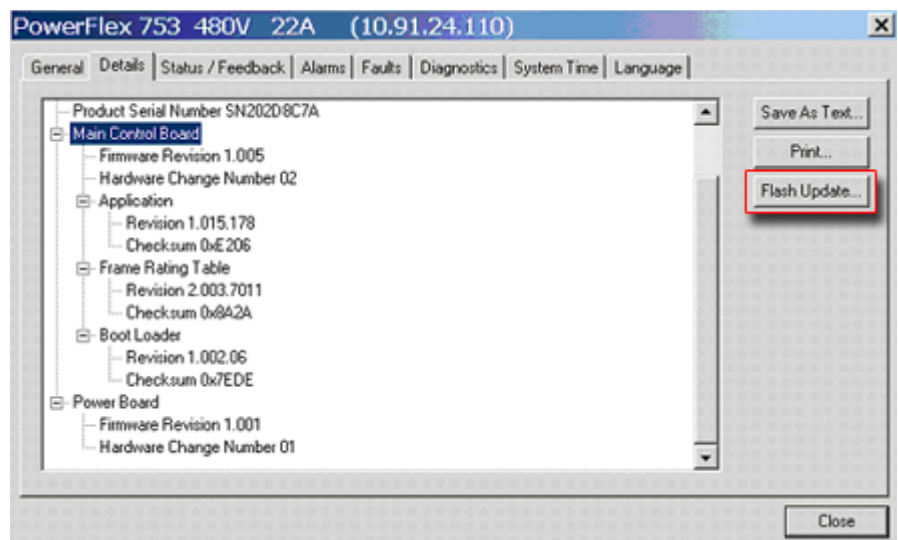 PowerFlex 753 480V 22A (10.91.24.110)
General Details Status / Feedback Alarms Faults Diagnostics System Time Language
Product Serial Number SN202D8C7A
Main Control Board
Firmware Revision 1.005
Hardware Change Number 02
Application
Revision 1.015.178
Checksum 0xE206
Frame Rating Table
Revision 2.003.7011
Checksum 0x8A2A
Boot Loader
Revision 1.002.06
Checksum 0x7EDE
Power Board
Firmware Revision 1.001
Hardware Change Number 01
Save As Text...
Print...
Flash Update...
Close